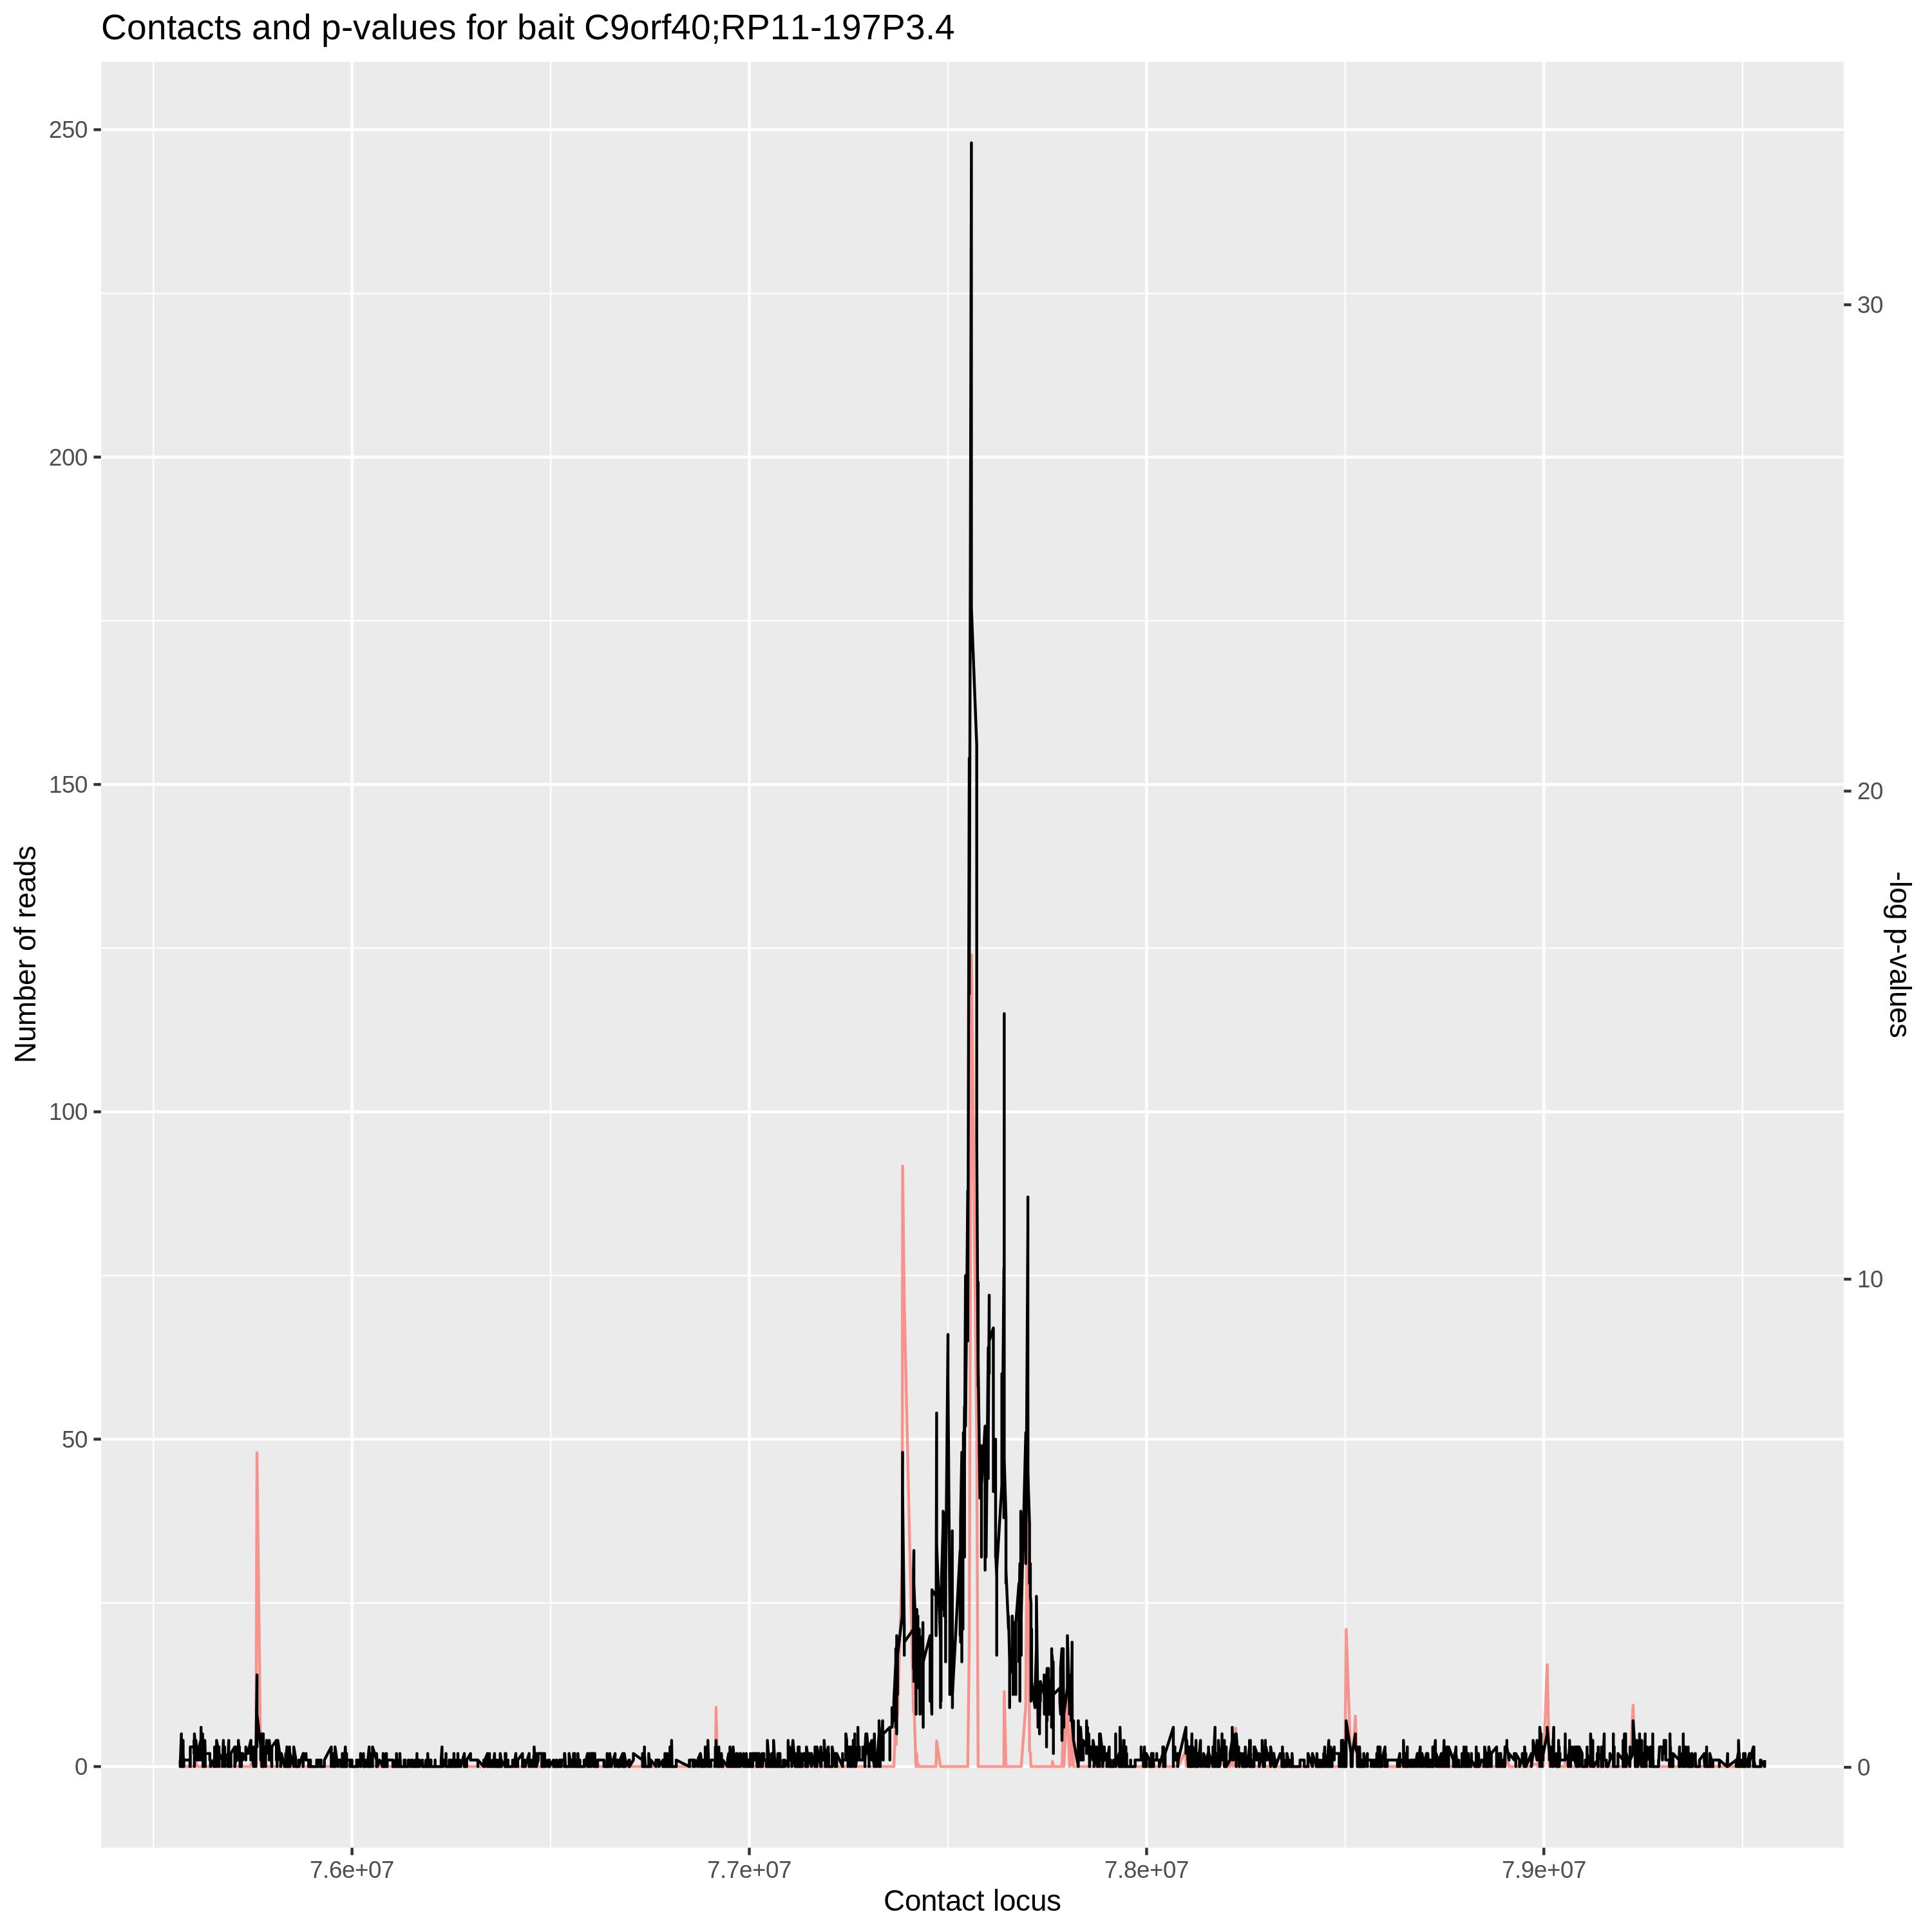 Contacts and p-values for bait C9orf40;RP11-197P3.4
250
200
150
100
50
0
Number of reads
30
20
10
0
-log p-values
7.6e+07
7.7e+07
7.8e+07
7.9e+07
Contact locus